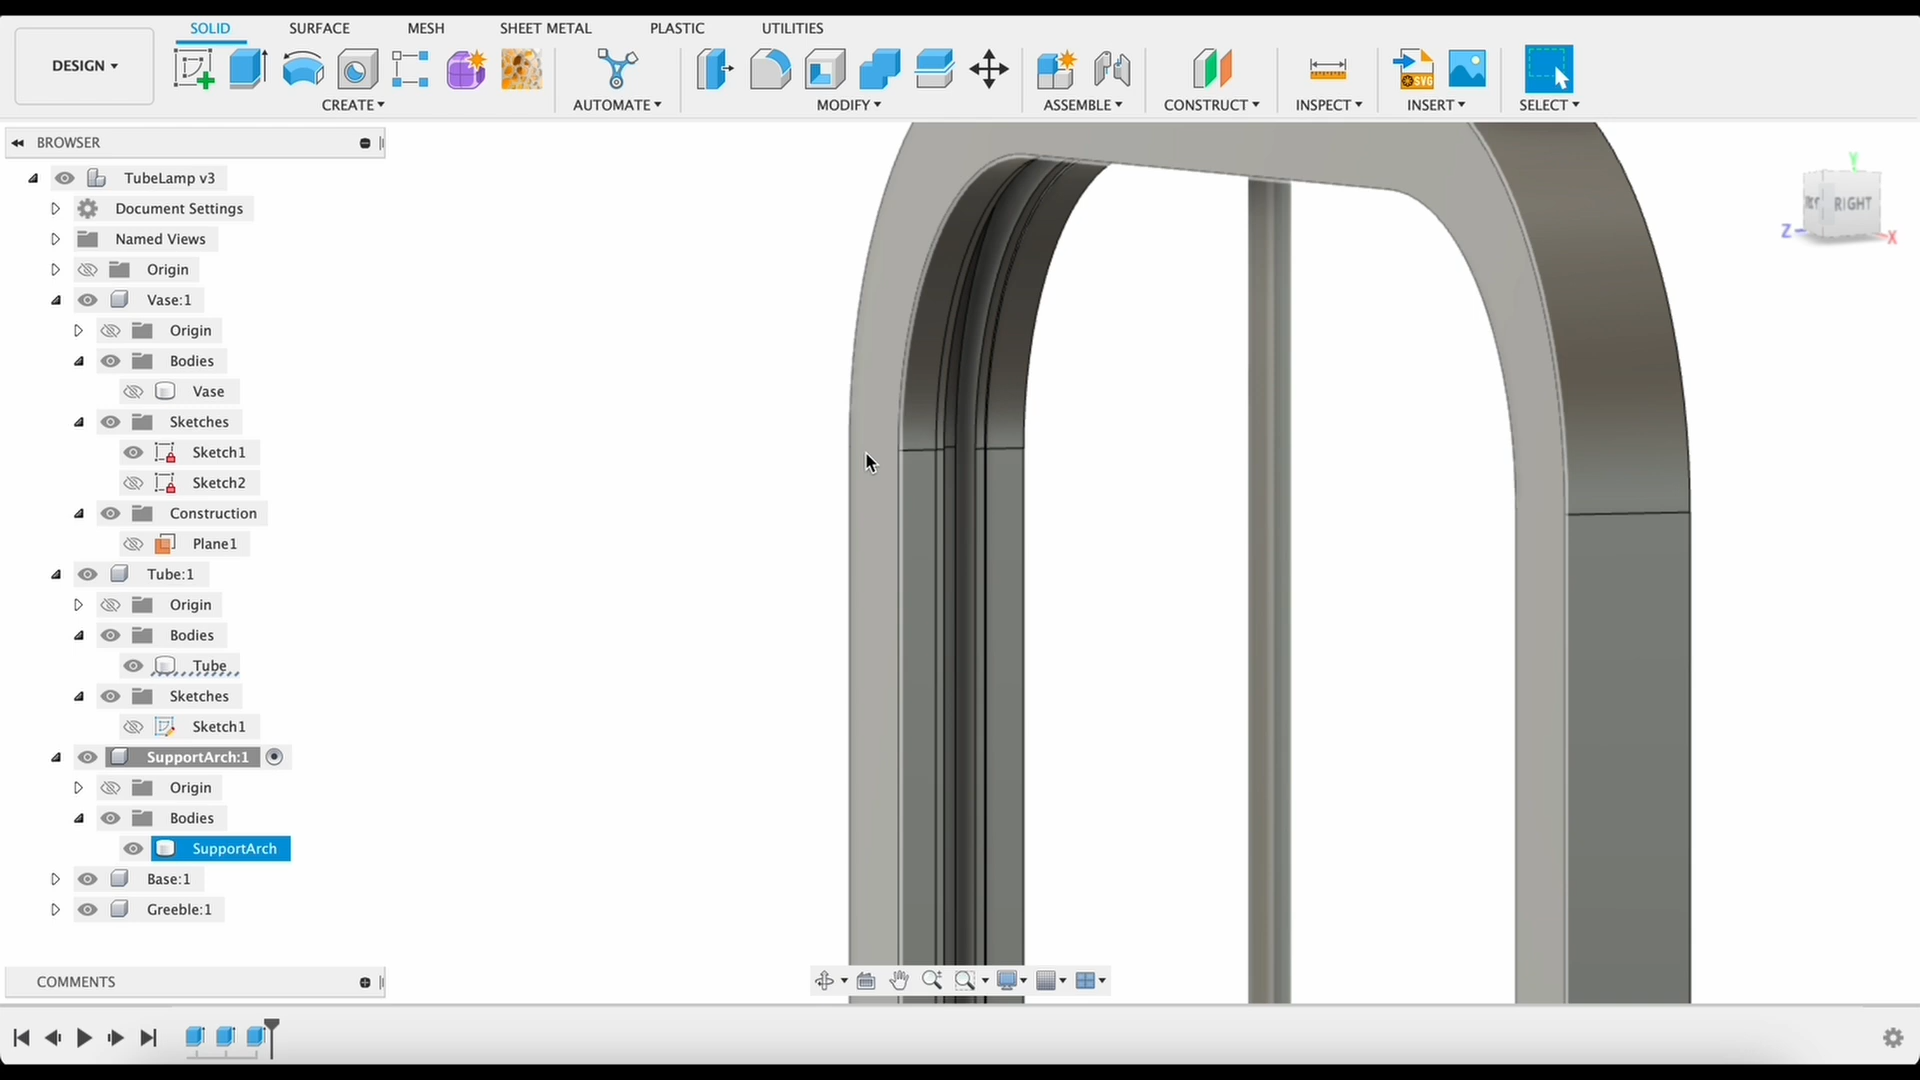 SOLID SURFACE MESH SHEET METAL PLASTIC UTILITIES
DESIGN
CREATE AUTOMATE MODIFY ASSEMBLE CONSTRUCT INSPECT INSERT SELECT
SVG
BROWSER
TubeLamp v3
Document Settings
Named Views
Origin
Vase:1
Origin
Bodies
Vase
Sketches
Sketch1
Sketch2
Construction
Plane1
Tube:1
Origin
Bodies
Tube
Sketches
Sketch1
SupportArch:1
Origin
Bodies
SupportArch
Base:1
Greeble:1
COMMENTS
Y
RIGHT
Z
X